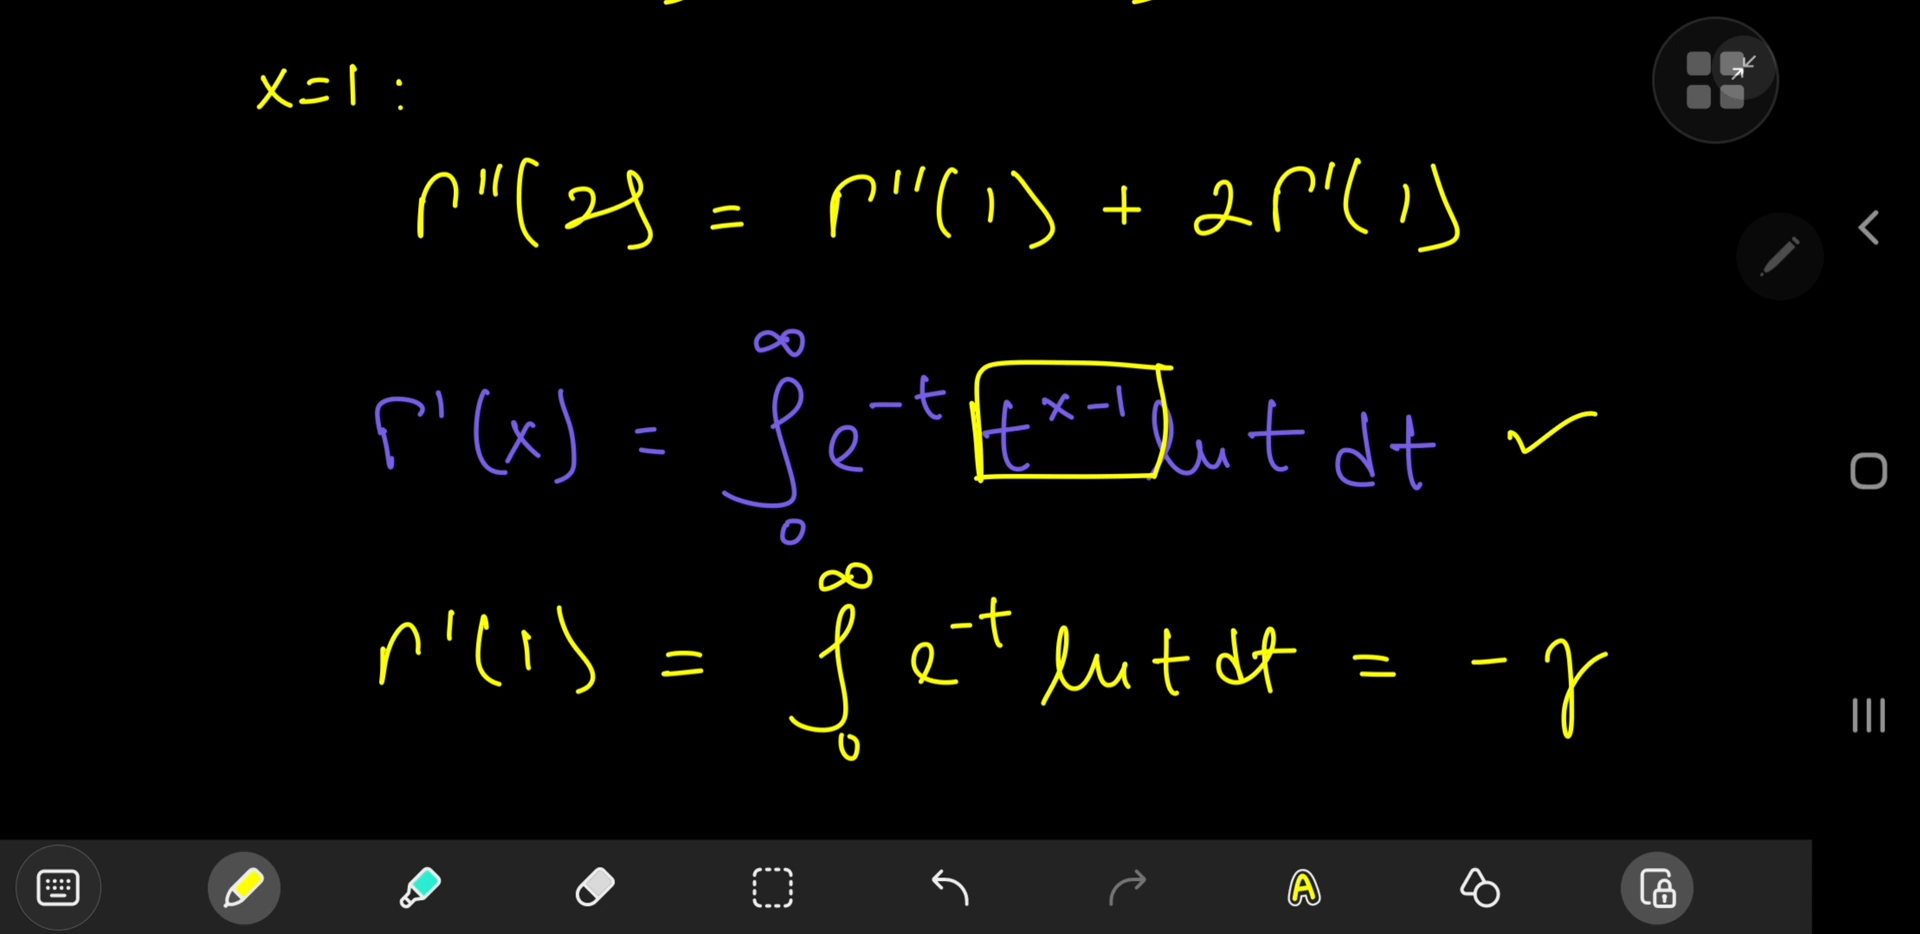 x=1 :
Γ''(2) = Γ''(1) + 2Γ'(1)
Γ'(x) = ∫₀^∞ e^{-t} t^{x-1} ln t dt ✓
Γ'(1) = ∫₀^∞ e^{-t} ln t dt = -γ
A